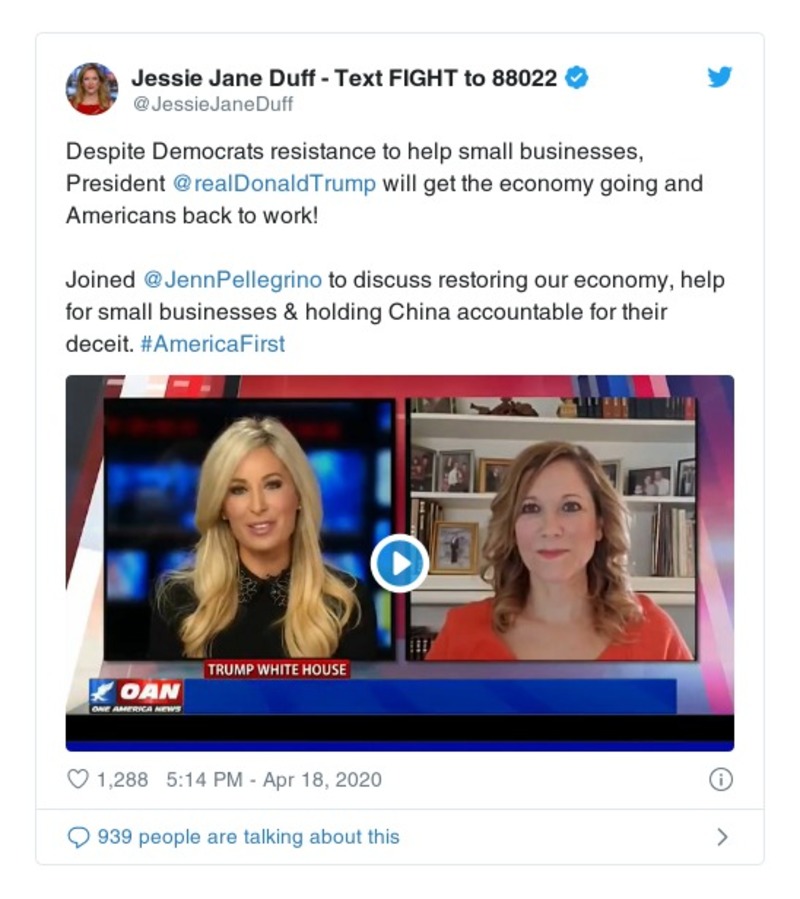 Jessie Jane Duff - Text FIGHT to 88022
@JessieJaneDuff
Despite Democrats resistance to help small businesses,
President @realDonaldTrump will get the economy going and
Americans back to work!
Joined @JennPellegrino to discuss restoring our economy, help
for small businesses & holding China accountable for their
deceit. #AmericaFirst
TRUMP WHITE HOUSE
OAN
ONE AMERICA NEWS
1,288 5:14 PM - Apr 18, 2020
939 people are talking about this